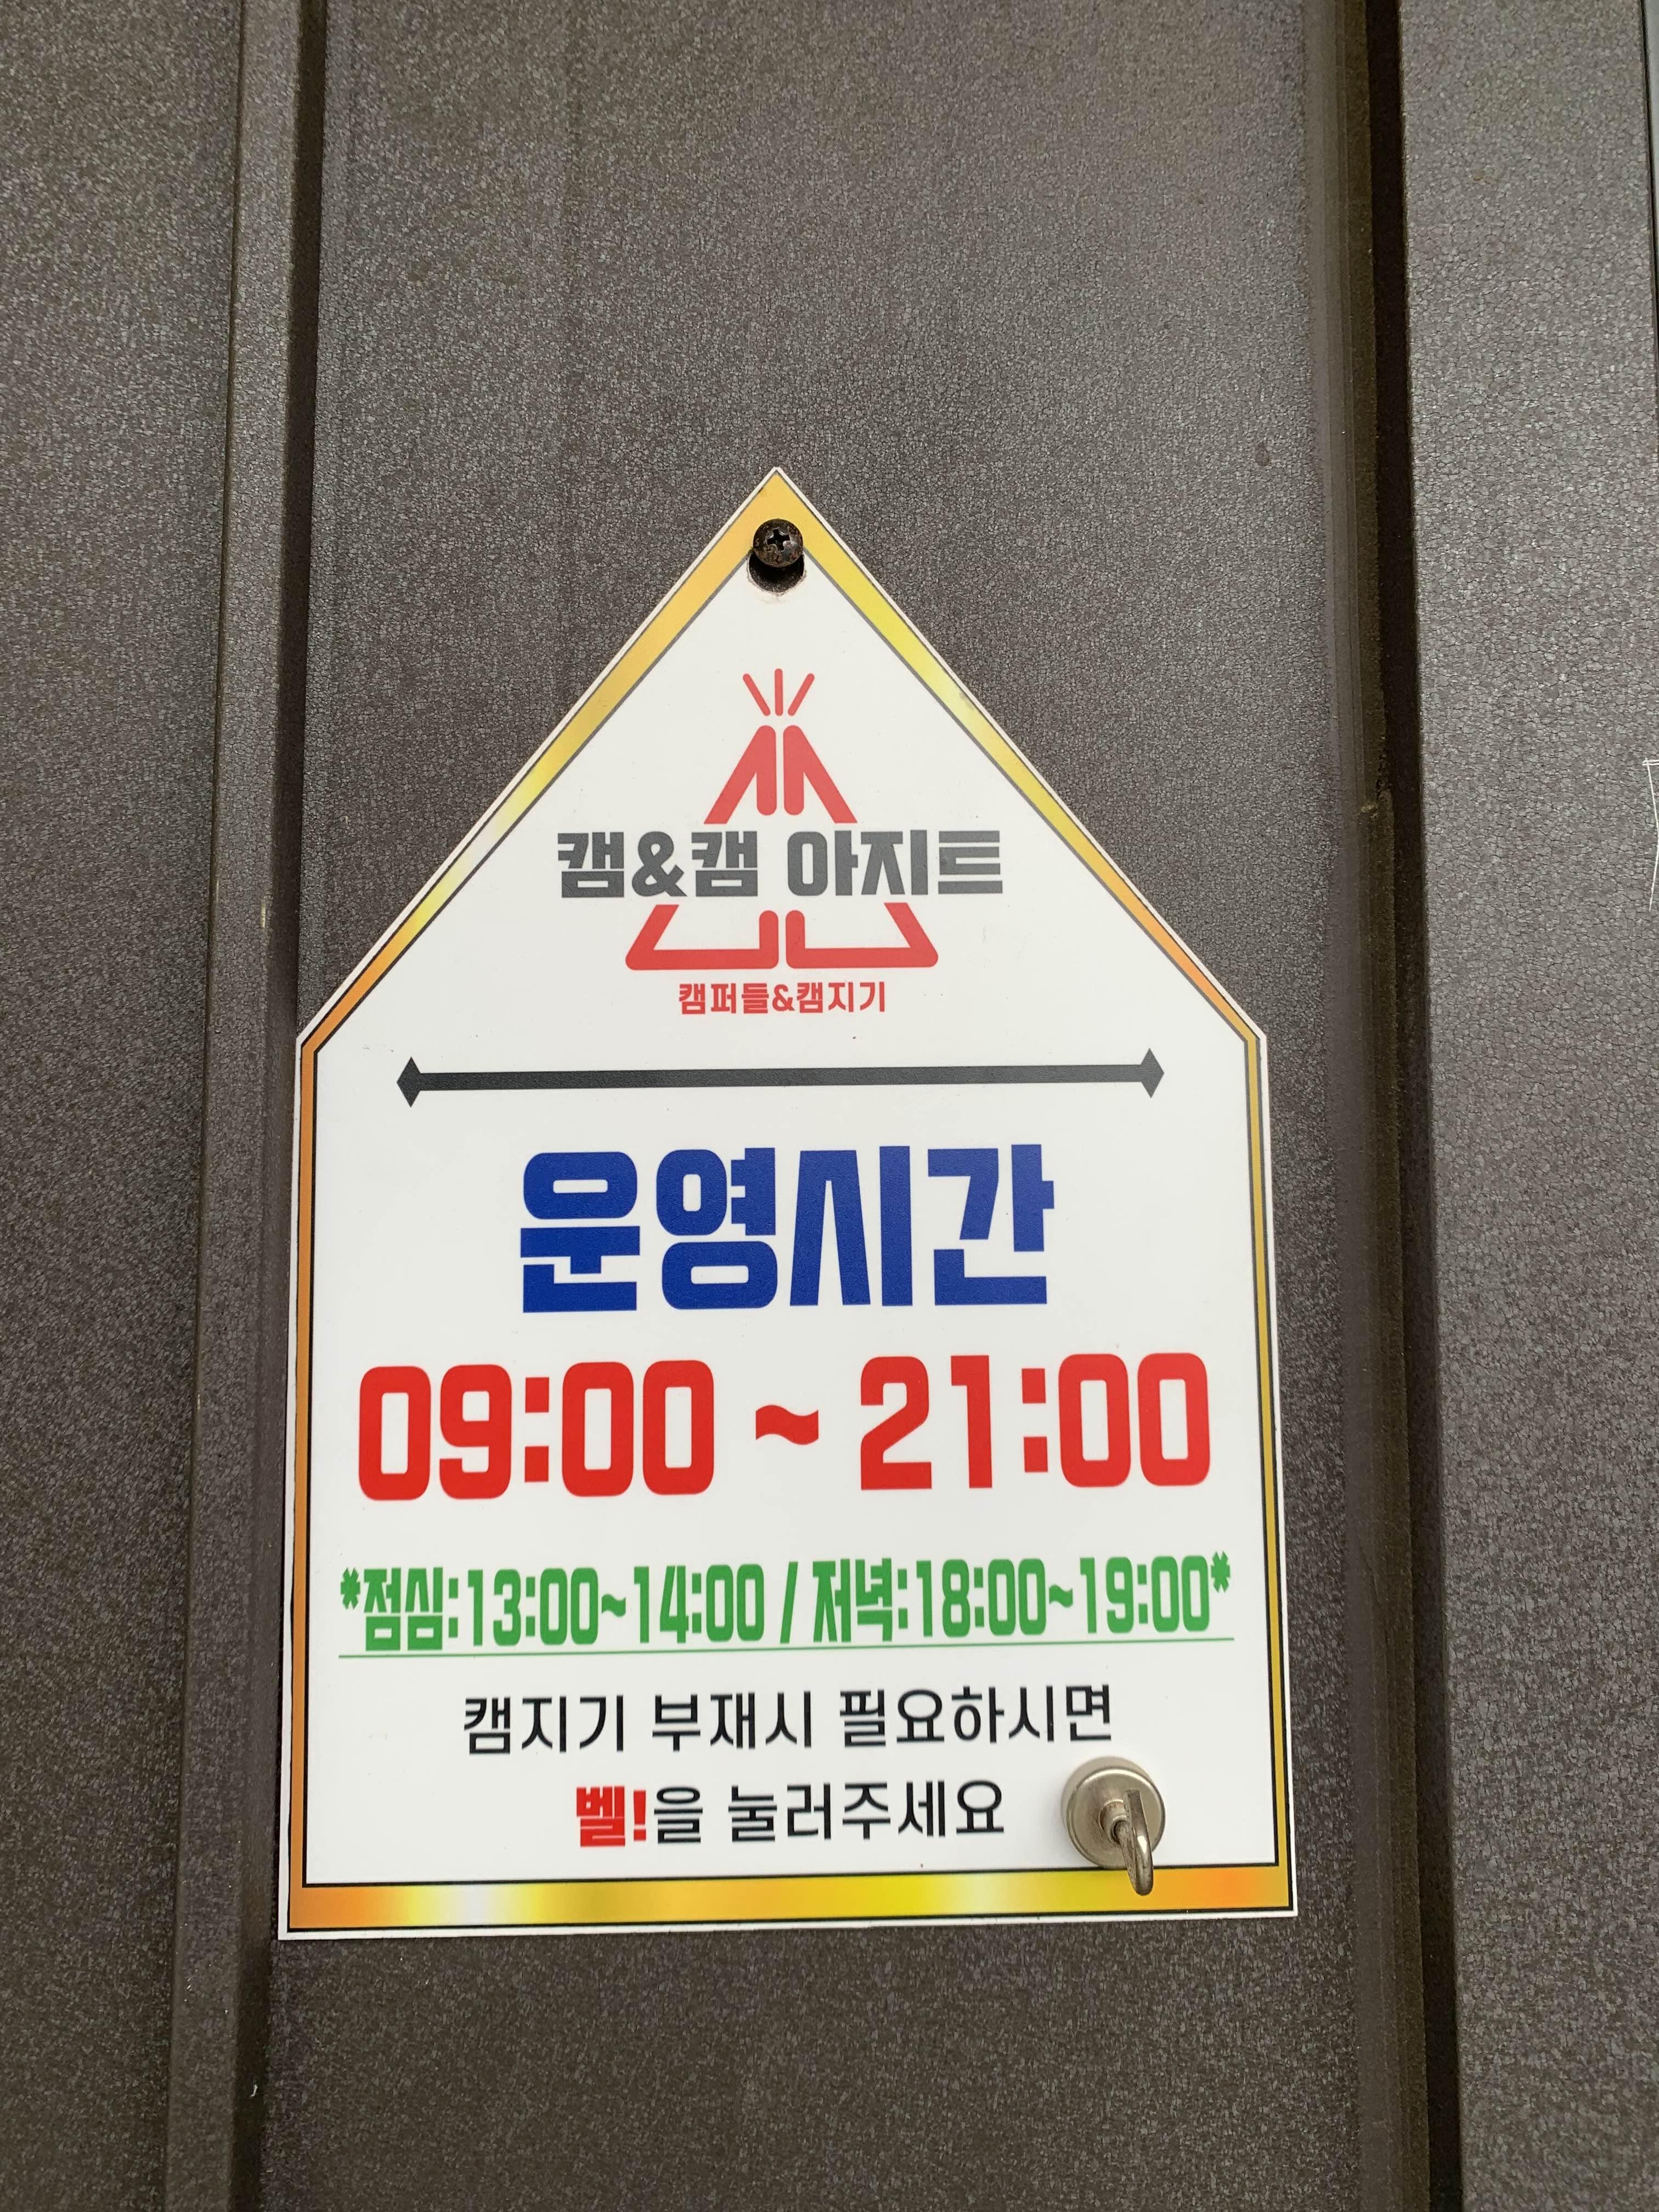 캠&캠 아지트
캠퍼들&캠지기
운영시간
09:00 ~ 21:00
*점심:13:00~14:00 / 저녁:18:00~19:00*
캠지기 부재시 필요하시면
벨!을 눌러주세요